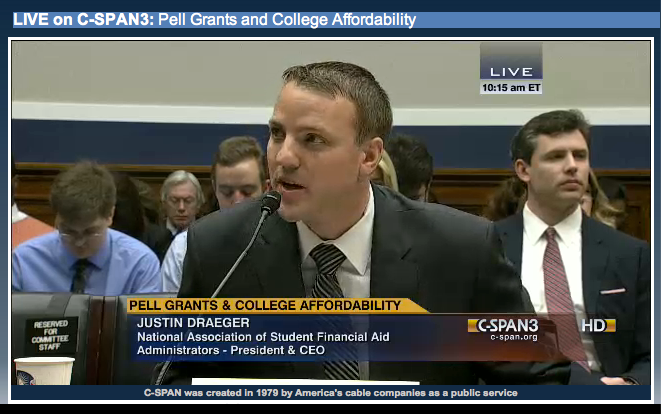 LIVE on C-SPAN3: Pell Grants and College Affordability
LIVE
10:15 am ET
RESERVED
FOR
COMMITTEE
STAFF
PELL GRANTS & COLLEGE AFFORDABILITY
JUSTIN DRAEGER
National Association of Student Financial Aid
Administrators - President & CEO
C-SPAN3
c-span.org
HD
C-SPAN was created in 1979 by America's cable companies as a public service